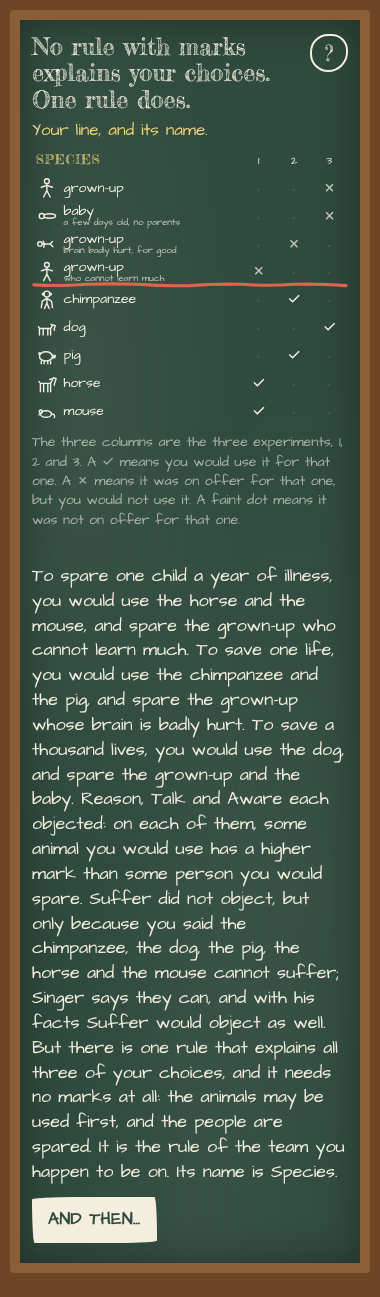 No rule with marks
explains your choices.
One rule does.
?
Your line, and its name.
SPECIES 1 2 3
grown-up ✕
baby ✕
a few days old, no parents
grown-up ✕
brain badly hurt, for good
grown-up ✕
who cannot learn much
chimpanzee ✓
dog ✓
pig ✓
horse ✓
mouse ✓
The three columns are the three experiments, 1,
2 and 3. A ✓ means you would use it for that
one. A ✕ means it was on offer for that one,
but you would not use it. A faint dot means it
was not on offer for that one.
To spare one child a year of illness,
you would use the horse and the
mouse, and spare the grown-up who
cannot learn much. To save one life,
you would use the chimpanzee and
the pig, and spare the grown-up
whose brain is badly hurt. To save a
thousand lives, you would use the dog,
and spare the grown-up and the
baby. Reason, Talk and Aware each
objected: on each of them, some
animal you would use has a higher
mark than some person you would
spare. Suffer did not object, but
only because you said the
chimpanzee, the dog, the pig, the
horse and the mouse cannot suffer;
Singer says they can, and with his
facts Suffer would object as well.
But there is one rule that explains all
three of your choices, and it needs
no marks at all: the animals may be
used first, and the people are
spared. It is the rule of the team you
happen to be on. Its name is Species.
AND THEN...